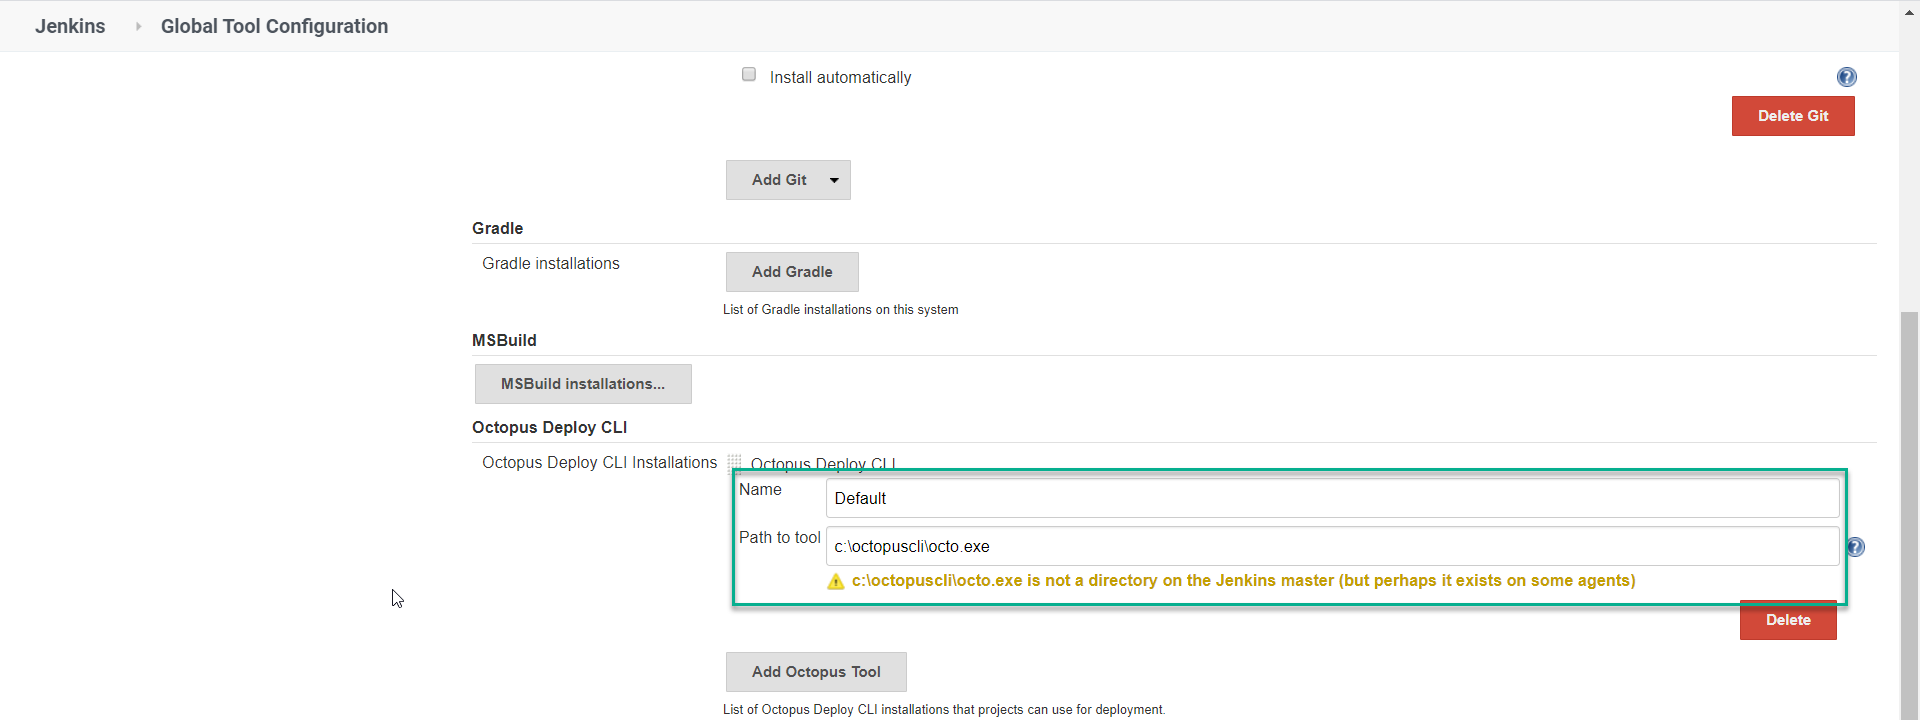 Jenkins Global Tool Configuration
Install automatically
Delete Git
Add Git
Gradle
Gradle installations
Add Gradle
List of Gradle installations on this system
MSBuild
MSBuild installations...
Octopus Deploy CLI
Octopus Deploy CLI Installations
Octopus Deploy CLI
Name
Default
Path to tool
c:\octopuscli\octo.exe
c:\octopuscli\octo.exe is not a directory on the Jenkins master (but perhaps it exists on some agents)
Delete
Add Octopus Tool
List of Octopus Deploy CLI installations that projects can use for deployment.